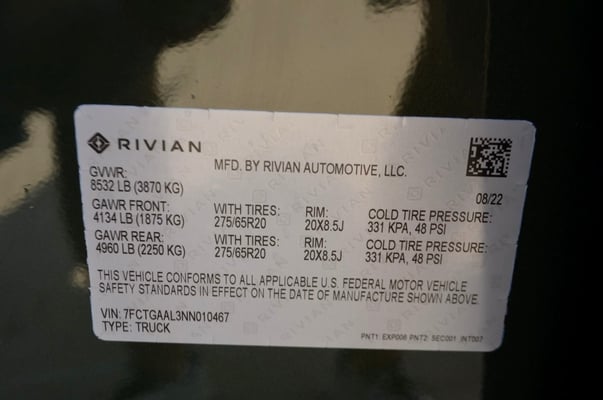 RIVIAN
MFD. BY RIVIAN AUTOMOTIVE, LLC.
08/22
GVWR:
8532 LB (3870 KG)
GAWR FRONT: WITH TIRES: RIM: COLD TIRE PRESSURE:
4134 LB (1875 KG) 275/65R20 20X8.5J 331 KPA, 48 PSI
GAWR REAR: WITH TIRES: RIM: COLD TIRE PRESSURE:
4960 LB (2250 KG) 275/65R20 20X8.5J 331 KPA, 48 PSI
THIS VEHICLE CONFORMS TO ALL APPLICABLE U.S. FEDERAL MOTOR VEHICLE
SAFETY STANDARDS IN EFFECT ON THE DATE OF MANUFACTURE SHOWN ABOVE.
VIN: 7FCTGAAL3NN010467
TYPE: TRUCK
PNT1: EXP006 PNT2: SEC001 INT007